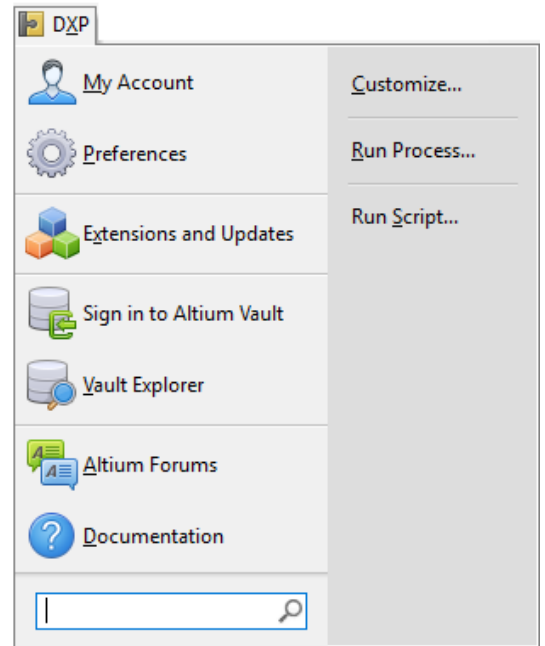 DXP
My Account
Preferences
Extensions and Updates
Sign in to Altium Vault
Vault Explorer
Altium Forums
Documentation
Customize...
Run Process...
Run Script...